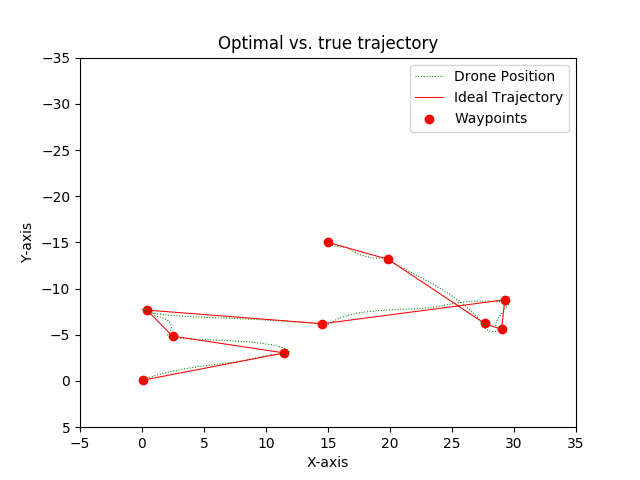 Optimal vs. true trajectory
Drone Position
Ideal Trajectory
Waypoints
Y-axis
−35
−30
−25
−20
−15
−10
−5
0
5
−5 0 5 10 15 20 25 30 35
X-axis